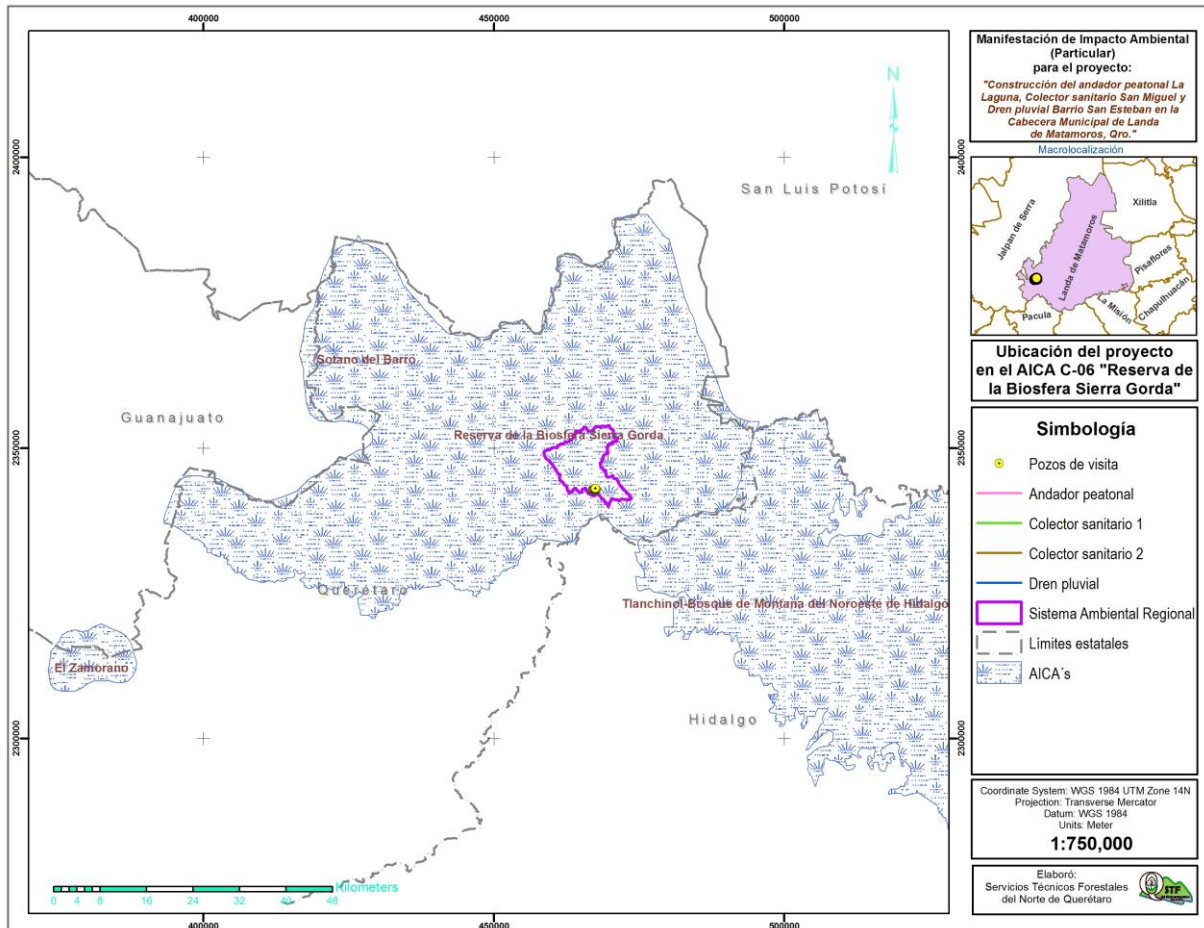 400000
450000
500000
2400000
2350000
2300000
2400000
2350000
2300000
400000
450000
500000
N
San Luis Potosí
Sotano del Barro
Guanajuato
Reserva de la Biosfera Sierra Gorda
Querétaro
Tlanchinol-Bosque de Montana del Noroeste de Hidalgo
El Zamorano
Hidalgo
Kilometers
0 4 8 16 24 32 40 48
Manifestación de Impacto Ambiental
(Particular)
para el proyecto:
"Construcción del andador peatonal La
Laguna, Colector sanitario San Miguel y
Dren pluvial Barrio San Esteban en la
Cabecera Municipal de Landa
de Matamoros, Qro."
Macrolocalización
Jalpan de Serra
Xilitla
Landa de Matamoros
Pisaflores
Chapulhuacán
La Misión
Pacula
Ubicación del proyecto
en el AICA C-06 "Reserva de
la Biosfera Sierra Gorda"
Simbología
Pozos de visita
Andador peatonal
Colector sanitario 1
Colector sanitario 2
Dren pluvial
Sistema Ambiental Regional
Límites estatales
AICA´s
Coordinate System: WGS 1984 UTM Zone 14N
Projection: Transverse Mercator
Datum: WGS 1984
Units: Meter
1:750,000
Elaboró:
Servicios Técnicos Forestales
del Norte de Querétaro
STF